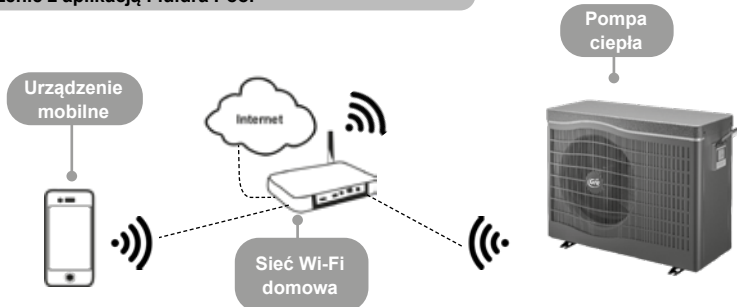 Pompa
ciepła
Urządzenie
mobilne
Internet
Sieć Wi-Fi
domowa